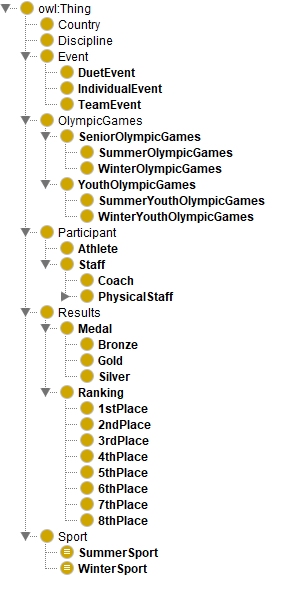 owl:Thing
Country
Discipline
Event
DuetEvent
IndividualEvent
TeamEvent
OlympicGames
SeniorOlympicGames
SummerOlympicGames
WinterOlympicGames
YouthOlympicGames
SummerYouthOlympicGames
WinterYouthOlympicGames
Participant
Athlete
Staff
Coach
PhysicalStaff
Results
Medal
Bronze
Gold
Silver
Ranking
1stPlace
2ndPlace
3rdPlace
4thPlace
5thPlace
6thPlace
7thPlace
8thPlace
Sport
SummerSport
WinterSport